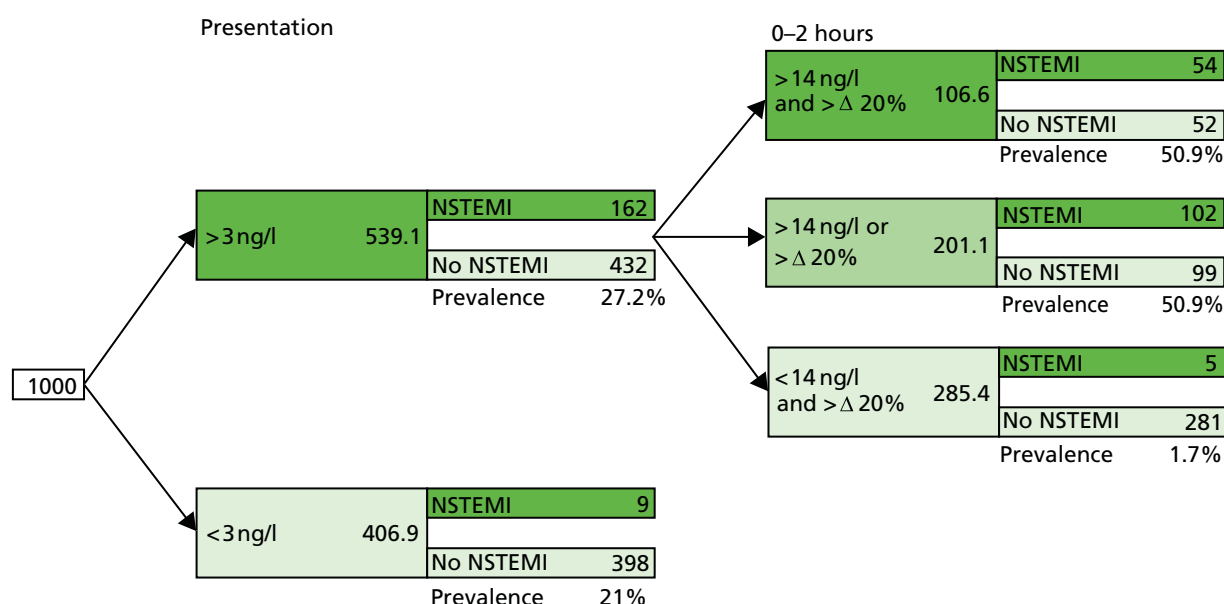 Presentation
0–2 hours
1000
>3 ng/l 539.1
NSTEMI 162
No NSTEMI 432
Prevalence 27.2%
<3 ng/l 406.9
NSTEMI 9
No NSTEMI 398
Prevalence 21%
>14 ng/l
and >Δ 20% 106.6
NSTEMI 54
No NSTEMI 52
Prevalence 50.9%
>14 ng/l or
>Δ 20% 201.1
NSTEMI 102
No NSTEMI 99
Prevalence 50.9%
<14 ng/l
and >Δ 20% 285.4
NSTEMI 5
No NSTEMI 281
Prevalence 1.7%